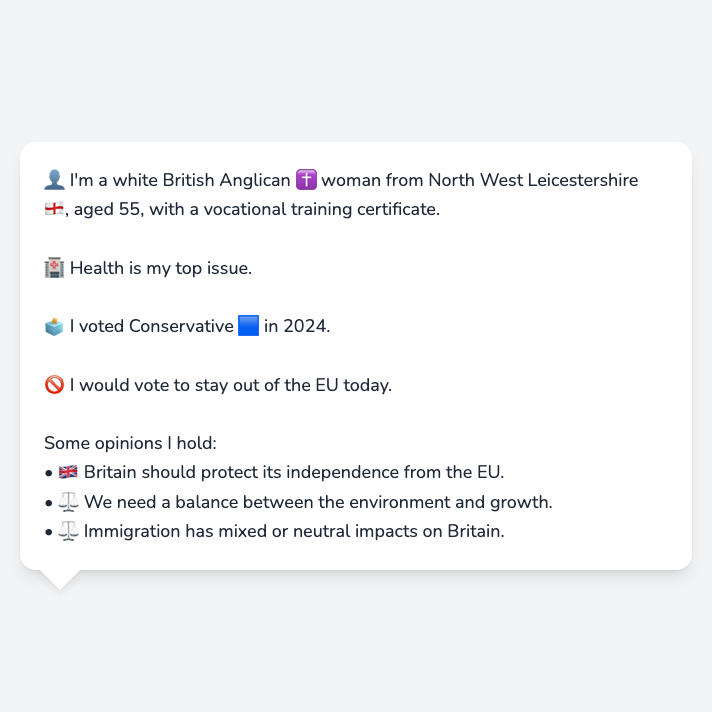 👤 I'm a white British Anglican ✝️ woman from North West Leicestershire
🏴󠁧󠁢󠁥󠁮󠁧󠁿, aged 55, with a vocational training certificate.
🏥 Health is my top issue.
🗳️ I voted Conservative 🟦 in 2024.
🚫 I would vote to stay out of the EU today.
Some opinions I hold:
• 🇬🇧 Britain should protect its independence from the EU.
• ⚖️ We need a balance between the environment and growth.
• ⚖️ Immigration has mixed or neutral impacts on Britain.